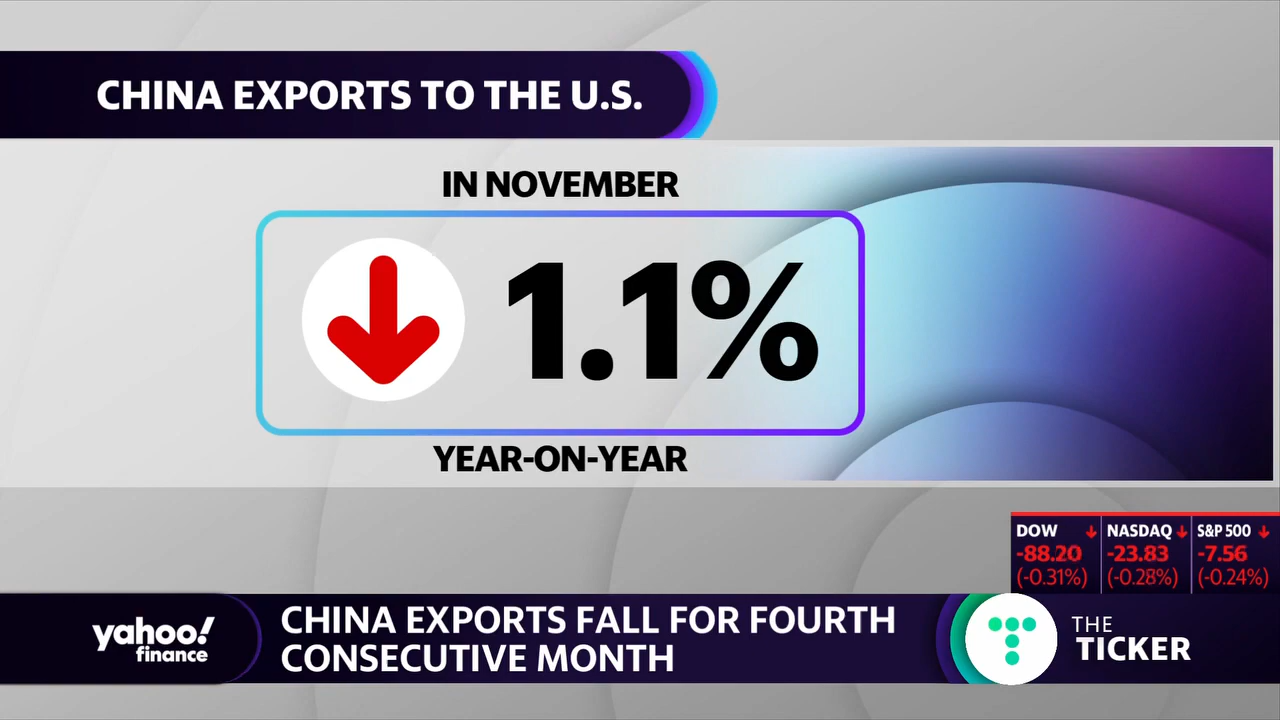 CHINA EXPORTS TO THE U.S.
IN NOVEMBER
1.1%
YEAR-ON-YEAR
DOW NASDAQ S&P 500
-88.20 -23.83 -7.56
(-0.31%) (-0.28%) (-0.24%)
yahoo!
finance
CHINA EXPORTS FALL FOR FOURTH
CONSECUTIVE MONTH
THE
TICKER